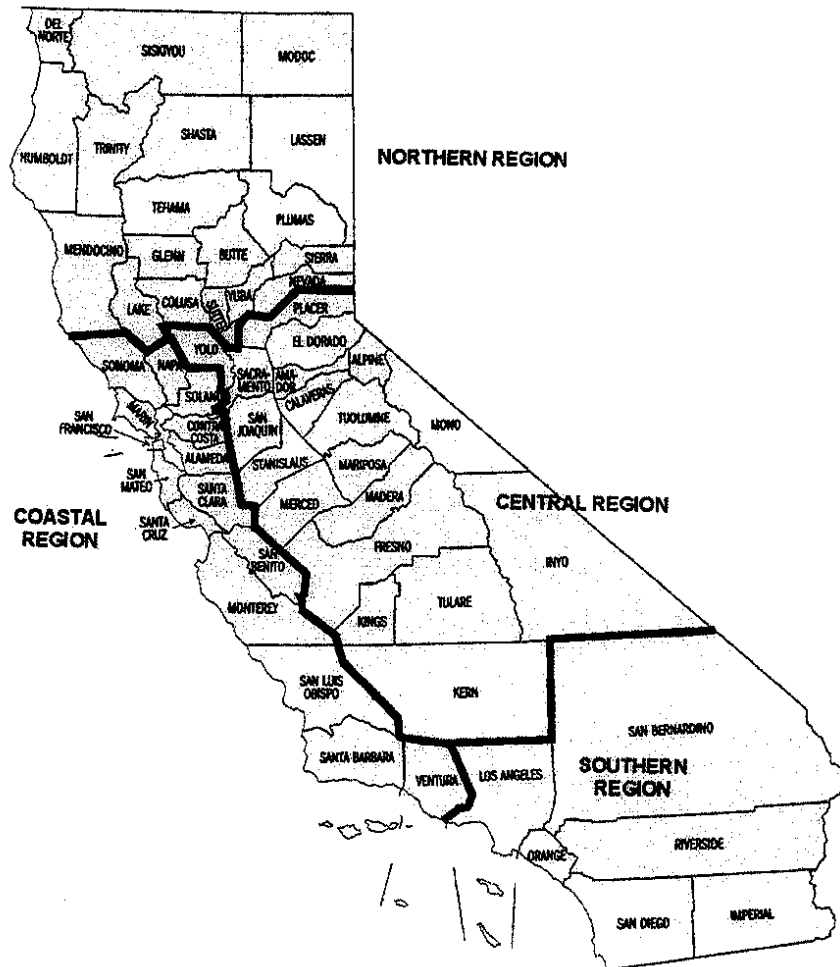 DEL
NORTE
SISKIYOU
MODOC
HUMBOLDT
TRINITY
SHASTA
LASSEN
NORTHERN REGION
TEHAMA
PLUMAS
MENDOCINO
GLENN
BUTTE
SIERRA
NEVADA
LAKE
COLUSA
SUTTER
YUBA
PLACER
YOLO
EL DORADO
SONOMA
NAPA
SACRA-
MENTO
AMA-
DOR
ALPINE
SOLANO
CALAVERAS
MARIN
SAN
FRANCISCO
CONTRA
COSTA
SAN
JOAQUIN
TUOLUMNE
MONO
ALAMEDA
STANISLAUS
MARIPOSA
SAN
MATEO
SANTA
CLARA
MERCED
MADERA
CENTRAL REGION
COASTAL
REGION
SANTA
CRUZ
SAN
BENITO
FRESNO
INYO
MONTEREY
KINGS
TULARE
SAN LUIS
OBISPO
KERN
SAN BERNARDINO
SANTA BARBARA
VENTURA
LOS ANGELES
SOUTHERN
REGION
ORANGE
RIVERSIDE
SAN DIEGO
IMPERIAL